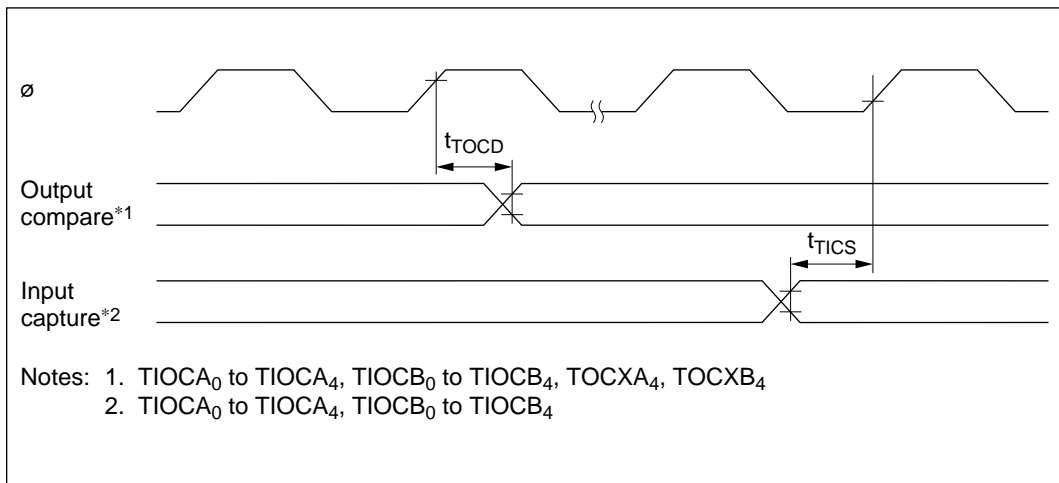 ø
tTOCD
Output
compare*1
tTICS
Input
capture*2
Notes: 1. TIOCA0 to TIOCA4, TIOCB0 to TIOCB4, TOCXA4, TOCXB4
2. TIOCA0 to TIOCA4, TIOCB0 to TIOCB4